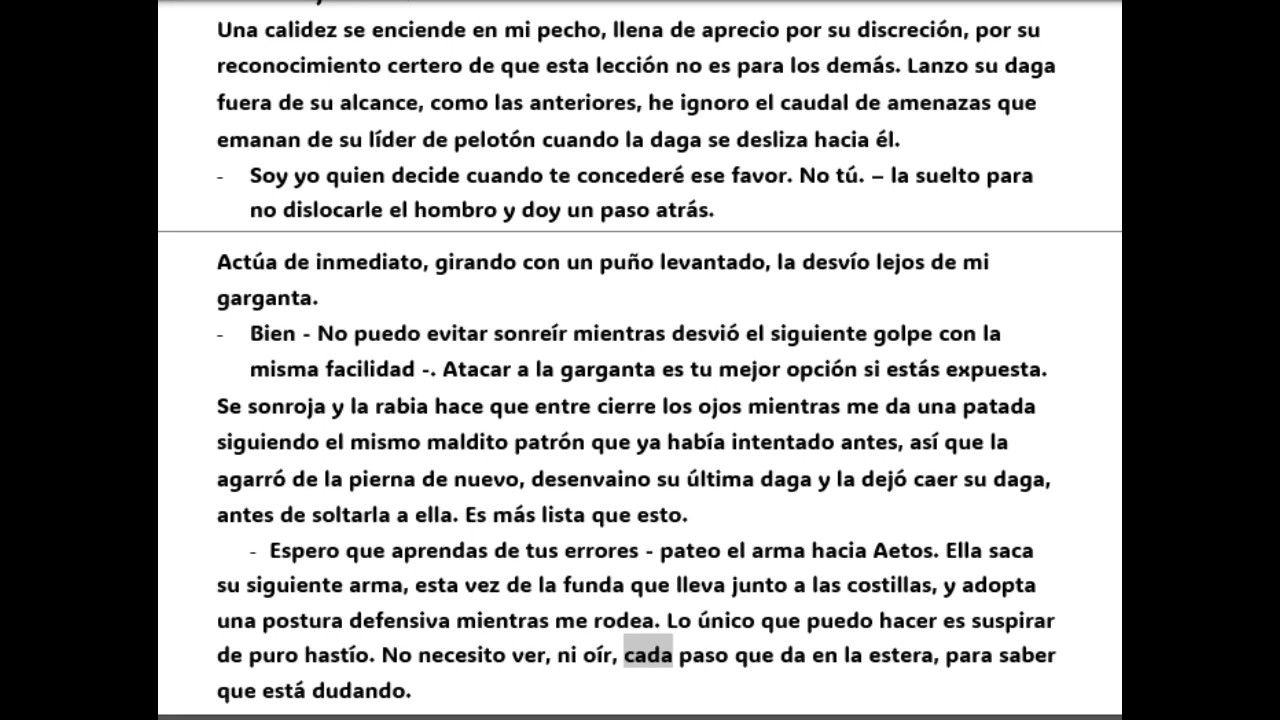 Una calidez se enciende en mi pecho, llena de aprecio por su discreción, por su
reconocimiento certero de que esta lección no es para los demás. Lanzo su daga
fuera de su alcance, como las anteriores, he ignoro el caudal de amenazas que
emanan de su líder de pelotón cuando la daga se desliza hacia él.
- Soy yo quien decide cuando te concederé ese favor. No tú. – la suelto para
no dislocarle el hombro y doy un paso atrás.
Actúa de inmediato, girando con un puño levantado, la desvío lejos de mi
garganta.
- Bien - No puedo evitar sonreír mientras desvió el siguiente golpe con la
misma facilidad -. Atacar a la garganta es tu mejor opción si estás expuesta.
Se sonroja y la rabia hace que entre cierre los ojos mientras me da una patada
siguiendo el mismo maldito patrón que ya había intentado antes, así que la
agarró de la pierna de nuevo, desenvaino su última daga y la dejó caer su daga,
antes de soltarla a ella. Es más lista que esto.
- Espero que aprendas de tus errores - pateo el arma hacia Aetos. Ella saca
su siguiente arma, esta vez de la funda que lleva junto a las costillas, y adopta
una postura defensiva mientras me rodea. Lo único que puedo hacer es suspirar
de puro hastío. No necesito ver, ni oír, cada paso que da en la estera, para saber
que está dudando.